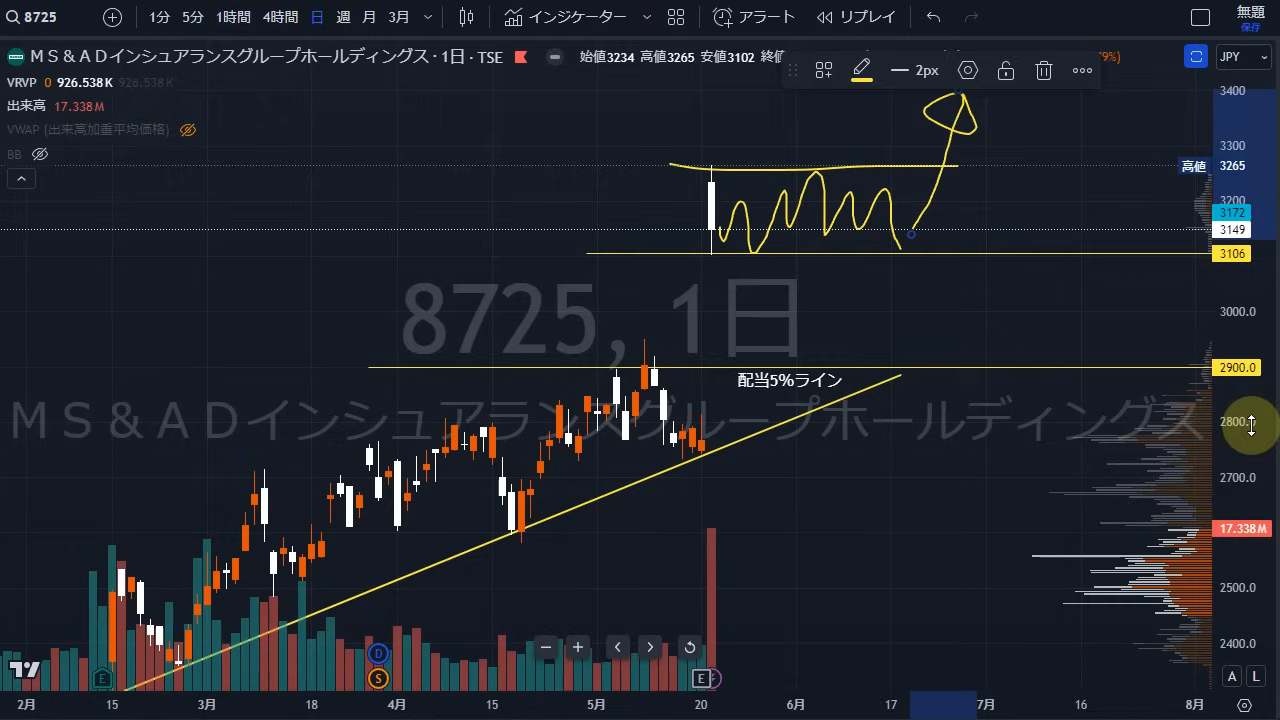 8725 1分 5分 1時間 4時間 日 週 月 3月 インジケーター アラート リプレイ 無題
保存
MS&ADインシュアランスグループホールディングス・1日・TSE 始値3234 高値3265 安値3102 終値
JPY
2px
VRVP 0 926.538K 926.538K
出来高 17.338M
VWAP (出来高加重平均価格)
BB
3400
3300
高値 3265
3200
3172
3149
3106
8725, 1日
3000.0
2900.0
配当5%ライン
MS&ADインシュアランスグループホールディングス
2800.0
2700.0
17.338M
2500.0
2400.0
D
E S E
A L
2月 15 3月 18 4月 15 5月 20 6月 17 7月 16 8月